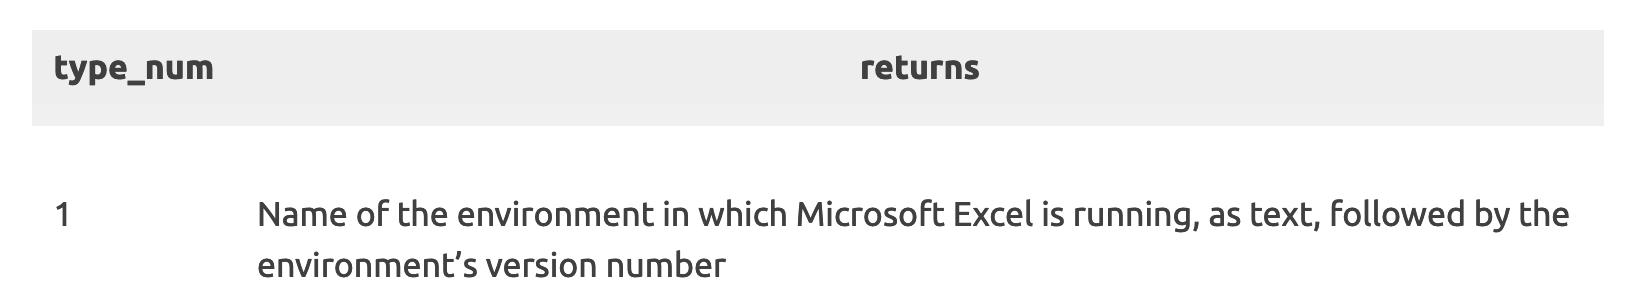 type_num returns
1 Name of the environment in which Microsoft Excel is running, as text, followed by the
environment’s version number